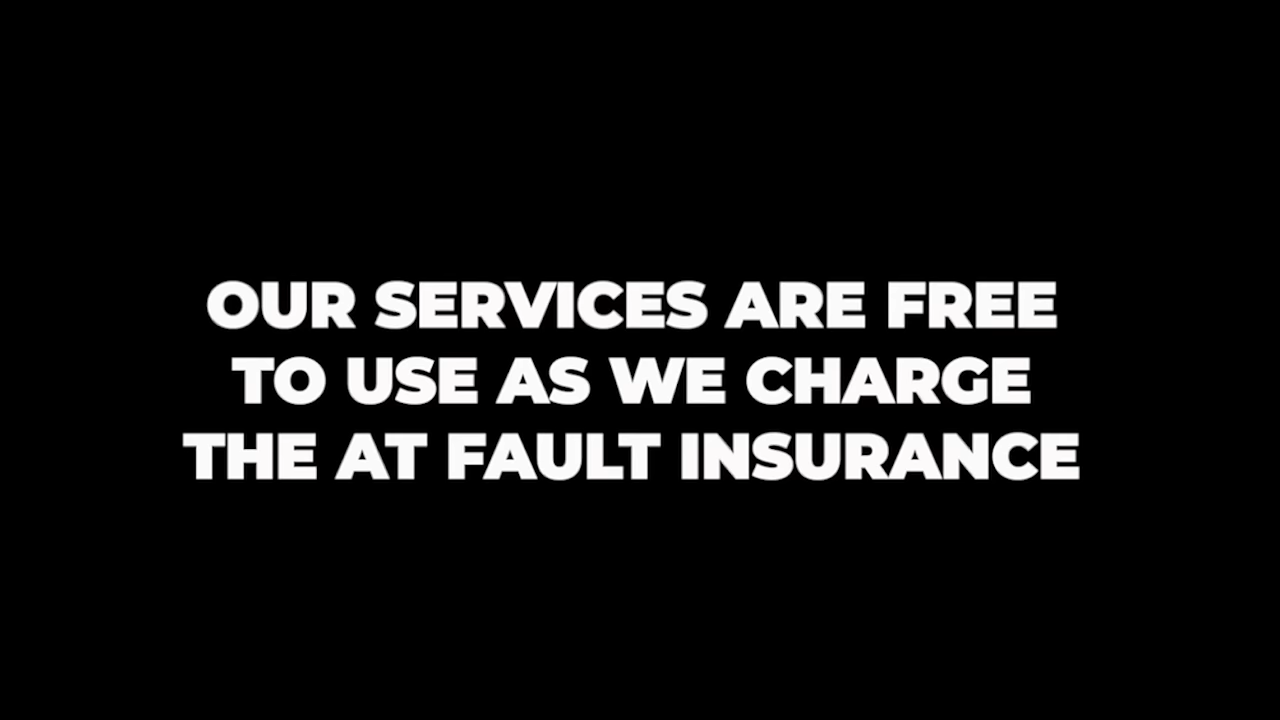 OUR SERVICES ARE FREE
TO USE AS WE CHARGE
THE AT FAULT INSURANCE